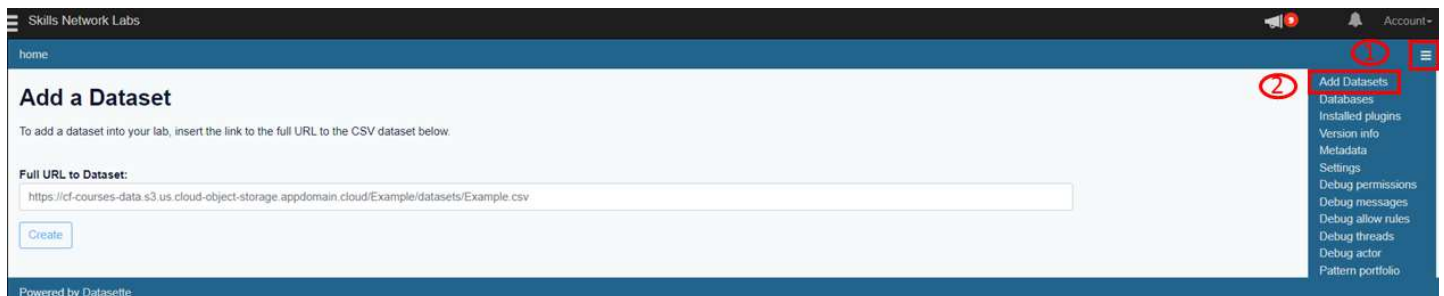 Skills Network Labs
Account
home
①
Add a Dataset
② Add Datasets
Databases
To add a dataset into your lab, insert the link to the full URL to the CSV dataset below.
Installed plugins
Version info
Metadata
Full URL to Dataset:
Settings
https://cf-courses-data.s3.us.cloud-object-storage.appdomain.cloud/Example/datasets/Example.csv
Debug permissions
Debug messages
Debug allow rules
Create
Debug threads
Debug actor
Pattern portfolio
Powered by Datasette